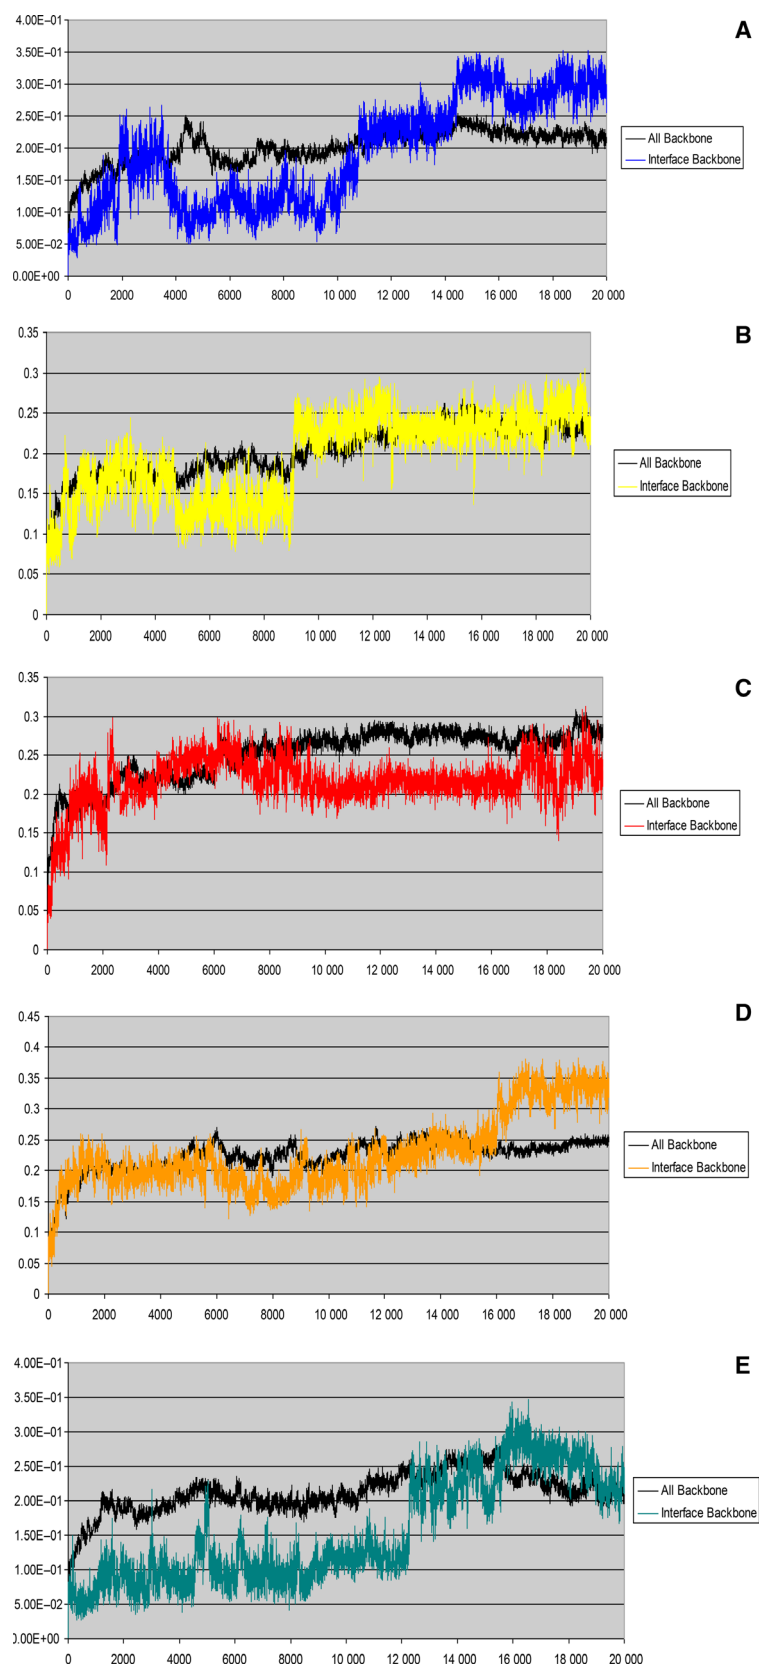 A
4.00E–01
3.50E–01
3.00E–01
2.50E–01
2.00E–01
1.50E–01
1.00E–01
5.00E–02
0.00E+00
0 2000 4000 6000 8000 10 000 12 000 14 000 16 000 18 000 20 000
All Backbone
Interface Backbone
B
0.35
0.3
0.25
0.2
0.15
0.1
0.05
0
0 2000 4000 6000 8000 10 000 12 000 14 000 16 000 18 000 20 000
All Backbone
Interface Backbone
C
0.35
0.3
0.25
0.2
0.15
0.1
0.05
0
0 2000 4000 6000 8000 10 000 12 000 14 000 16 000 18 000 20 000
All Backbone
Interface Backbone
D
0.45
0.4
0.35
0.3
0.25
0.2
0.15
0.1
0.05
0
0 2000 4000 6000 8000 10 000 12 000 14 000 16 000 18 000 20 000
All Backbone
Interface Backbone
E
4.00E–01
3.50E–01
3.00E–01
2.50E–01
2.00E–01
1.50E–01
1.00E–01
5.00E–02
0.00E+00
0 2000 4000 6000 8000 10 000 12 000 14 000 16 000 18 000 20 000
All Backbone
Interface Backbone